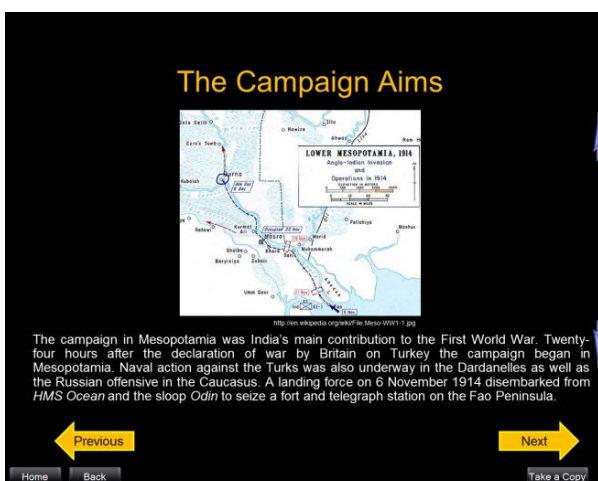 The Campaign Aims
LOWER MESOPOTAMIA, 1914
Anglo-Indian Invasion
and
Operations in 1914
Ezra's Tomb
Qurna
Basra
http://en.wikipedia.org/wiki/File:Meso-WW1-1.jpg
The campaign in Mesopotamia was India's main contribution to the First World War. Twenty-
four hours after the declaration of war by Britain on Turkey the campaign began in
Mesopotamia. Naval action against the Turks was also underway in the Dardanelles as well as
the Russian offensive in the Caucasus. A landing force on 6 November 1914 disembarked from
HMS Ocean and the sloop Odin to seize a fort and telegraph station on the Fao Peninsula.
Previous
Next
Home
Back
Take a Copy